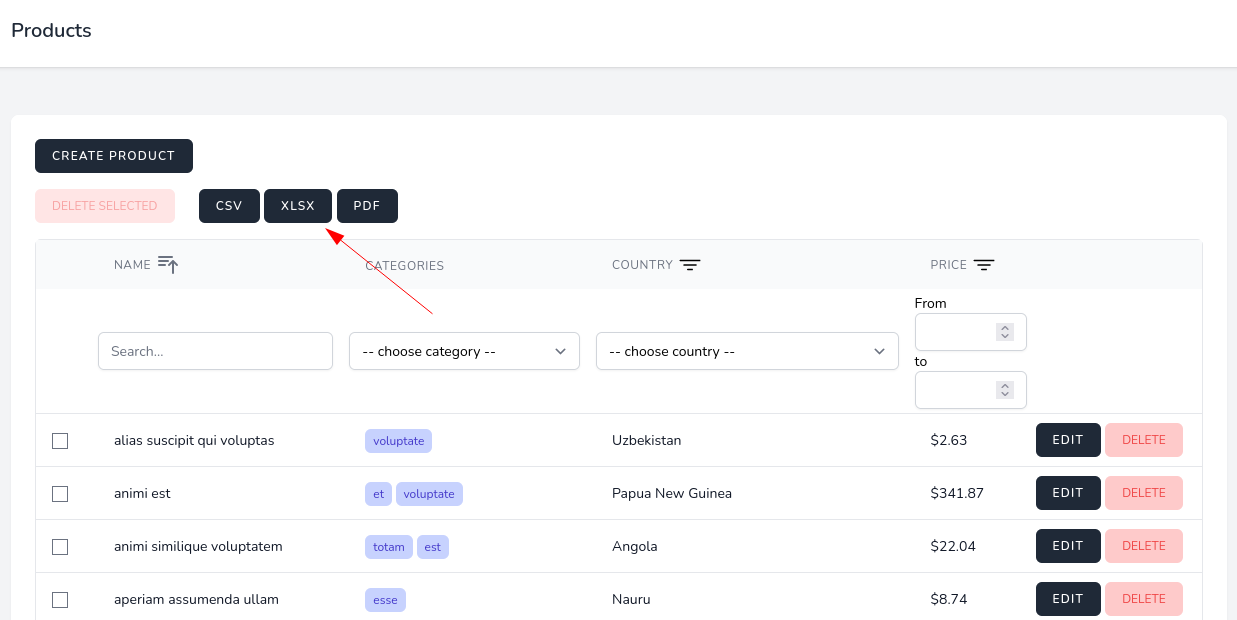 Products
CREATE PRODUCT
DELETE SELECTED CSV XLSX PDF
NAME CATEGORIES COUNTRY PRICE
From
Search... -- choose category -- -- choose country --
to
alias suscipit qui voluptas voluptate Uzbekistan $2.63 EDIT DELETE
animi est et voluptate Papua New Guinea $341.87 EDIT DELETE
animi similique voluptatem totam est Angola $22.04 EDIT DELETE
aperiam assumenda ullam esse Nauru $8.74 EDIT DELETE